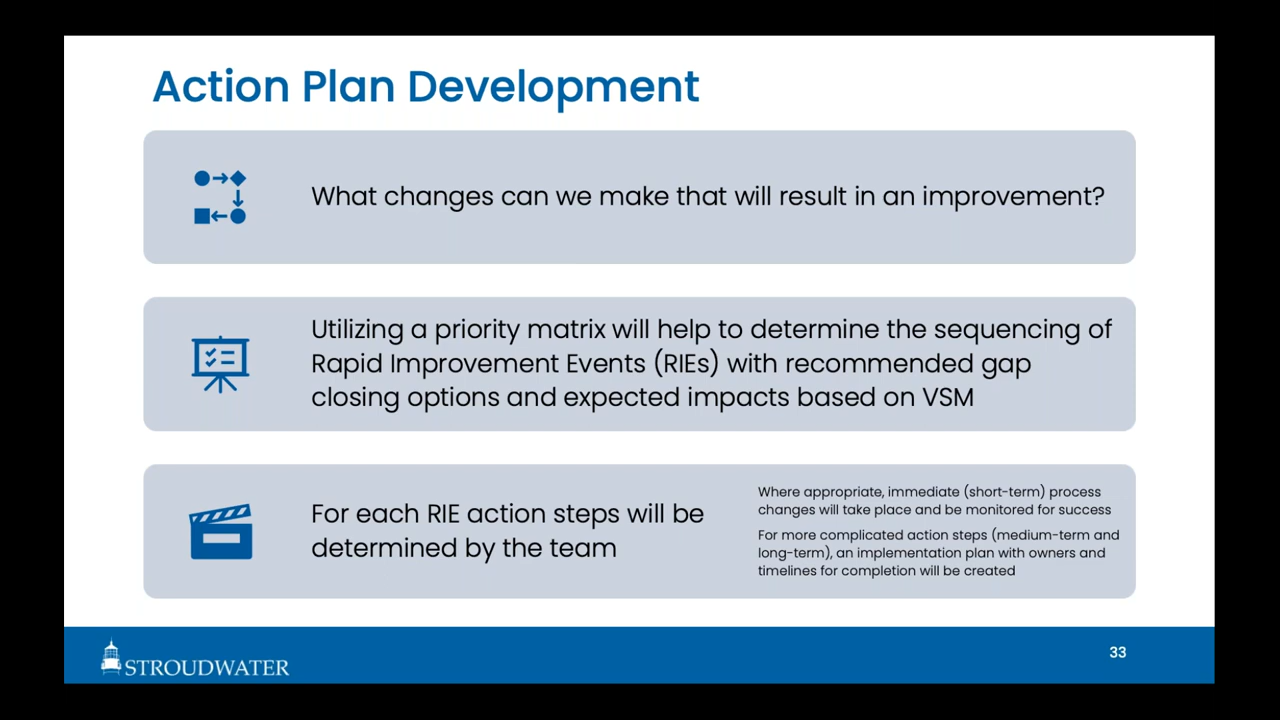 Action Plan Development
What changes can we make that will result in an improvement?
Utilizing a priority matrix will help to determine the sequencing of
Rapid Improvement Events (RIEs) with recommended gap
closing options and expected impacts based on VSM
For each RIE action steps will be
determined by the team
Where appropriate, immediate (short-term) process
changes will take place and be monitored for success
For more complicated action steps (medium-term and
long-term), an implementation plan with owners and
timelines for completion will be created
STROUDWATER
33